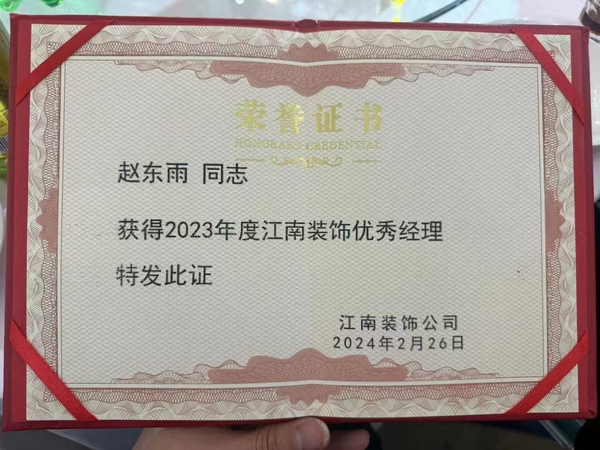 荣誉证书
HONORARY CREDENTIAL
赵东雨 同志
获得2023年度江南装饰优秀经理
特发此证
江南装饰公司
2024年2月26日